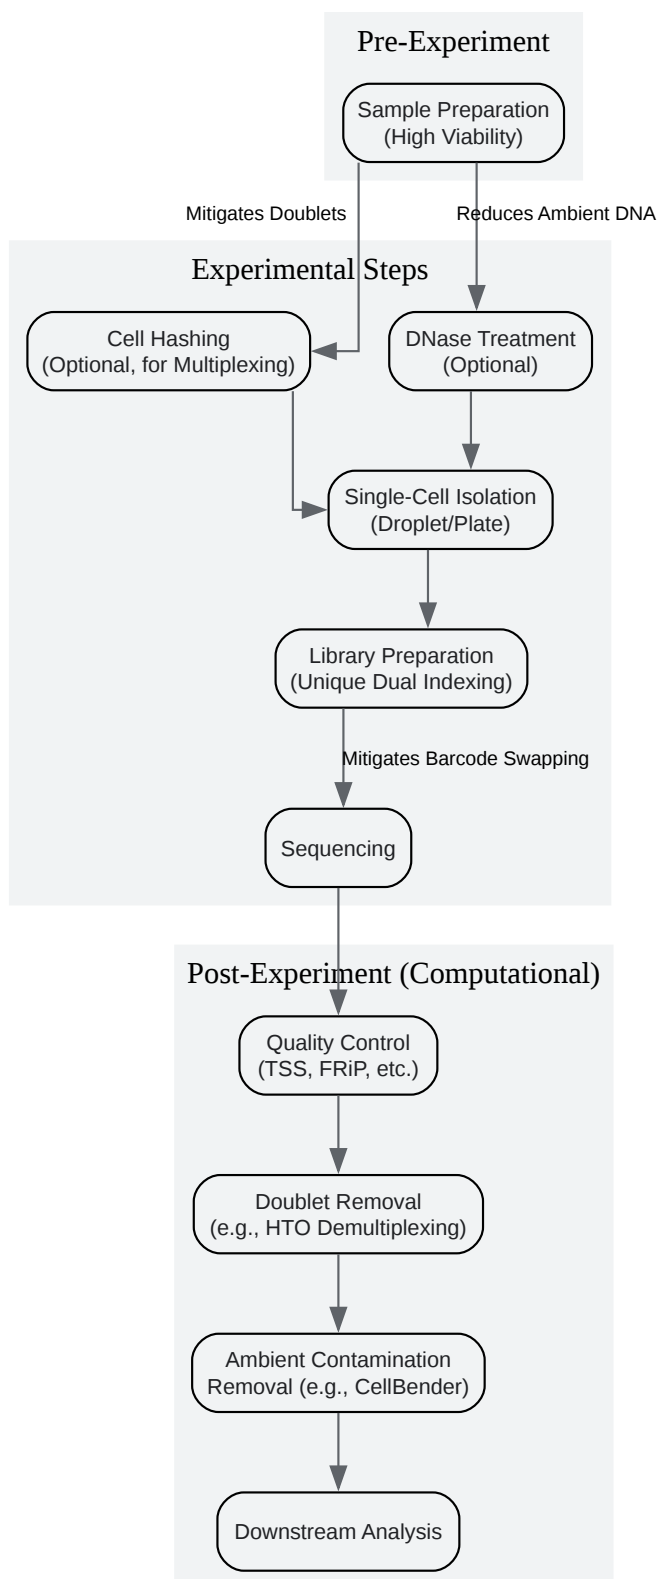 Pre-Experiment
Sample Preparation
(High Viability)
Mitigates Doublets
Reduces Ambient DNA
Experimental Steps
Cell Hashing
(Optional, for Multiplexing)
DNase Treatment
(Optional)
Single-Cell Isolation
(Droplet/Plate)
Library Preparation
(Unique Dual Indexing)
Mitigates Barcode Swapping
Sequencing
Post-Experiment (Computational)
Quality Control
(TSS, FRiP, etc.)
Doublet Removal
(e.g., HTO Demultiplexing)
Ambient Contamination
Removal (e.g., CellBender)
Downstream Analysis